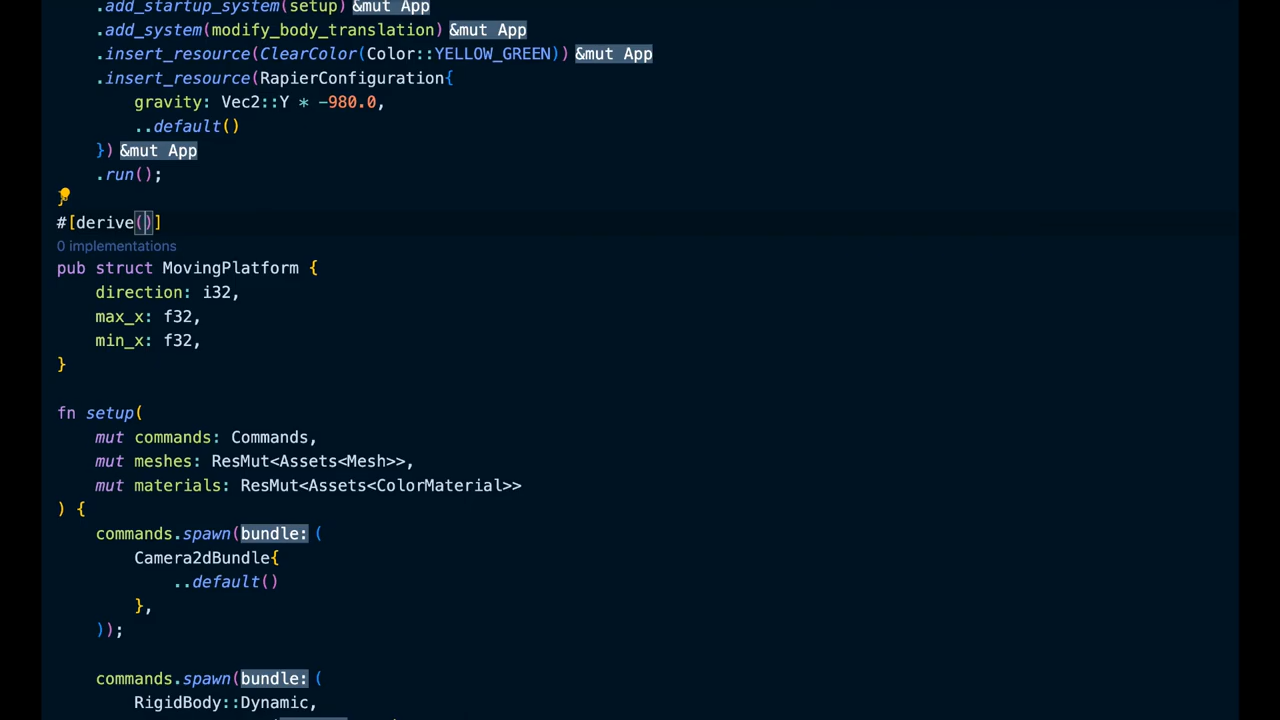 .add_startup_system(setup) &mut App
.add_system(modify_body_translation) &mut App
.insert_resource(ClearColor(Color::YELLOW_GREEN)) &mut App
.insert_resource(RapierConfiguration{
gravity: Vec2::Y * -980.0,
..default()
}) &mut App
.run();
}
#[derive()]
0 implementations
pub struct MovingPlatform {
direction: i32,
max_x: f32,
min_x: f32,
}
fn setup(
mut commands: Commands,
mut meshes: ResMut<Assets<Mesh>>,
mut materials: ResMut<Assets<ColorMaterial>>
) {
commands.spawn(bundle: (
Camera2dBundle{
..default()
},
));
commands.spawn(bundle: (
RigidBody::Dynamic,